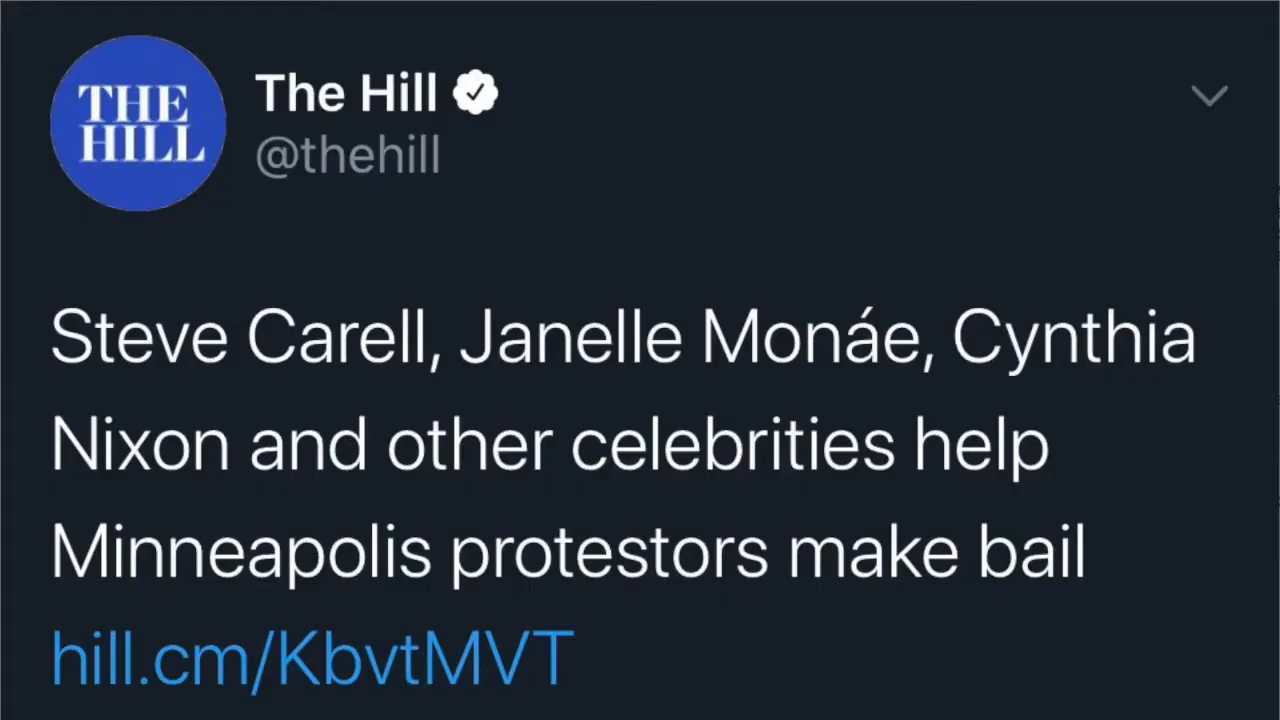 THE
HILL
The Hill
@thehill
Steve Carell, Janelle Monáe, Cynthia
Nixon and other celebrities help
Minneapolis protestors make bail
hill.cm/KbvtMVT